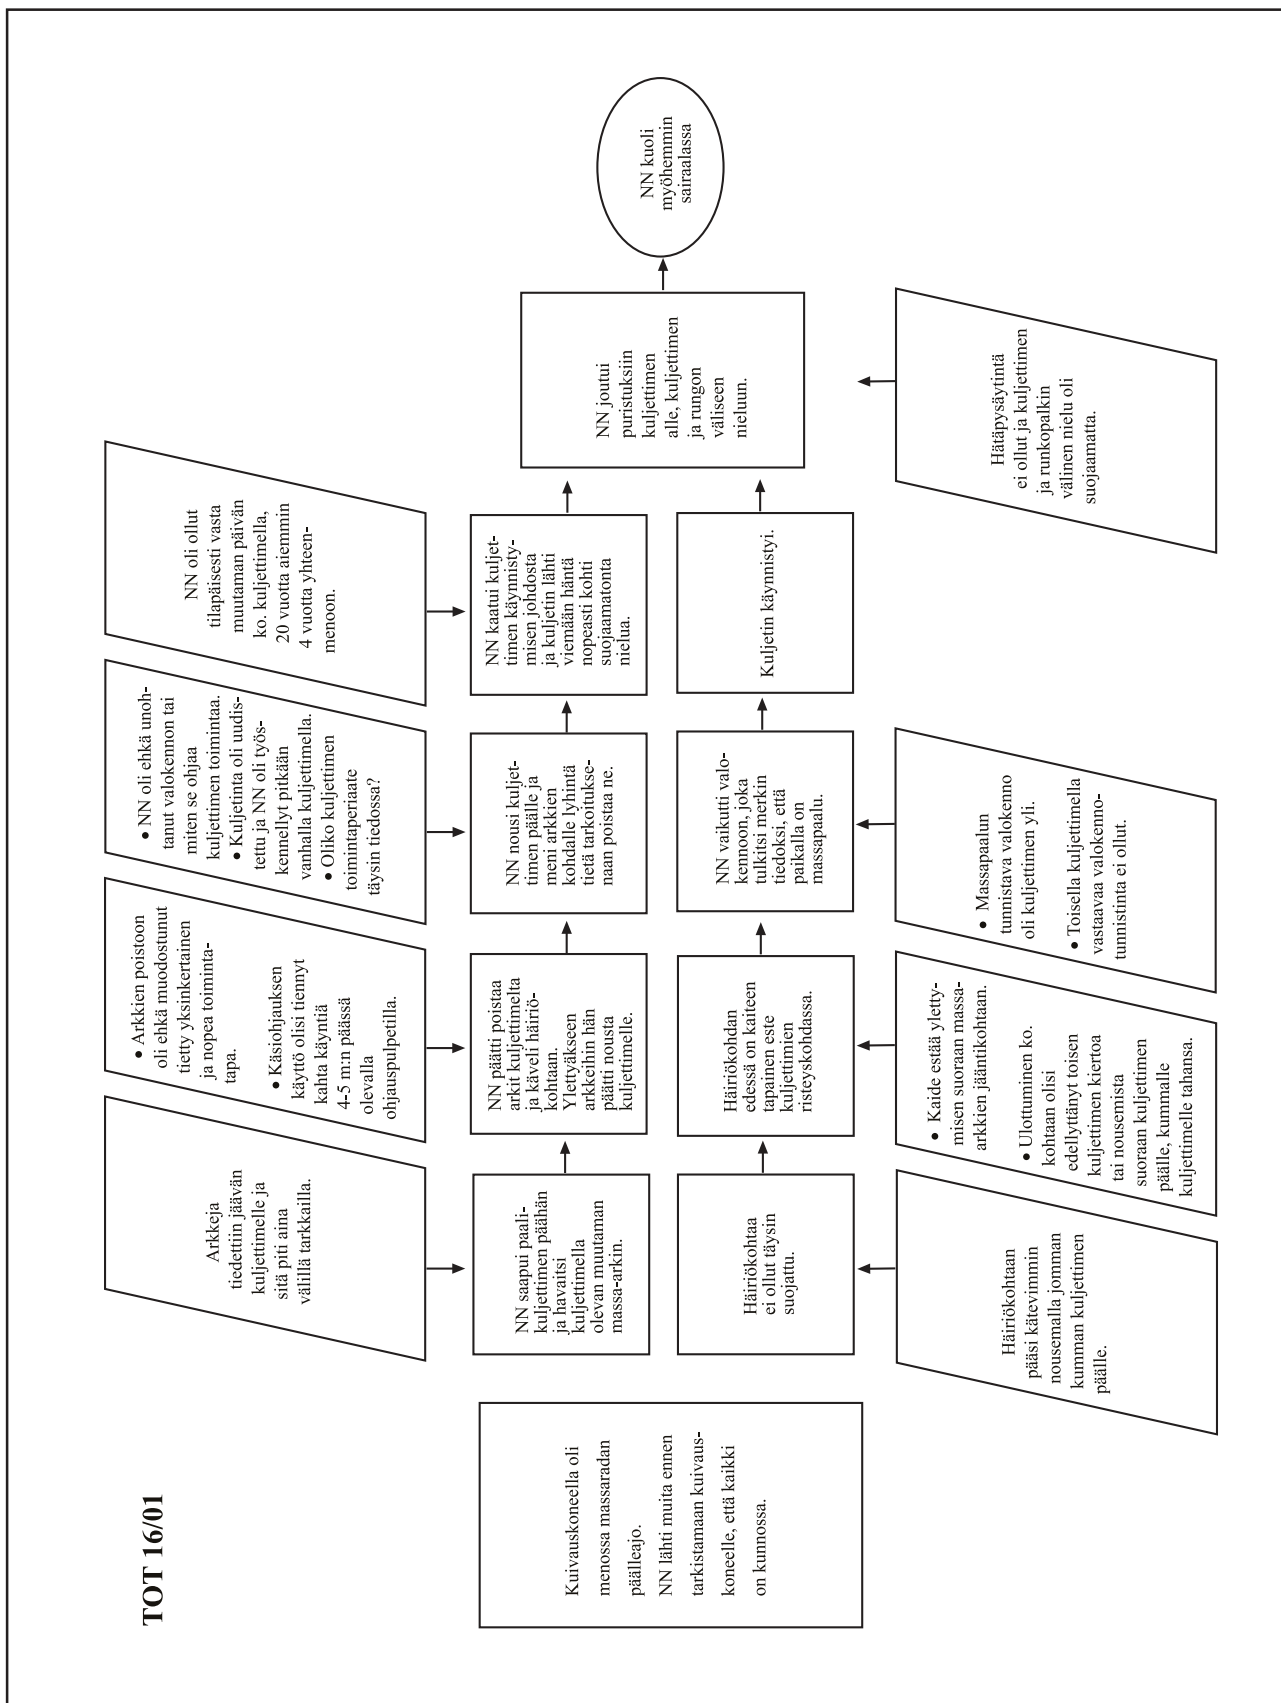 TOT 16/01
Kuivauskoneella oli
menossa massaradan
päälleajo.
NN lähti muita ennen
tarkistamaan kuivaus-
koneelle, että kaikki
on kunnossa.
Arkkeja
tiedettiin jäävän
kuljettimelle ja
sitä piti aina
välillä tarkkailla.
NN saapui paali-
kuljettimen päähän
ja havaitsi
kuljettimella
olevan muutaman
massa-arkin.
Häiriökohtaa
ei ollut täysin
suojattu.
Häiriökohtaan
pääsi kätevimmin
nousemalla jomman
kumman kuljettimen
päälle.
• Arkkien poistoon
oli ehkä muodostunut
tietty yksinkertainen
ja nopea toiminta-
tapa.
• Käsiohjauksen
käyttö olisi tiennyt
kahta käyntiä
4-5 m:n päässä
olevalla
ohjauspulpetilla.
NN päätti poistaa
arkit kuljettimelta
ja käveli häiriö-
kohtaan.
Ylettyäkseen
arkkeihin hän
päätti nousta
kuljettimelle.
Häiriökohdan
edessä on kaiteen
tapainen este
kuljettimien
risteyskohdassa.
• Kaide estää yletty-
misen suoraan massa-
arkkien jääntikohtaan.
• Ulottuminen ko.
kohtaan olisi
edellyttänyt toisen
kuljettimen kiertoa
tai nousemista
suoraan kuljettimen
päälle, kummalle
kuljettimelle tahansa.
• NN oli ehkä unoh-
tanut valokennon tai
miten se ohjaa
kuljettimen toimintaa.
• Kuljetinta oli uudis-
tettu ja NN oli työs-
kennellyt pitkään
vanhalla kuljettimella.
• Oliko kuljettimen
toimintaperiaate
täysin tiedossa?
NN nousi kuljet-
timen päälle ja
meni arkkien
kohdalle lyhintä
tietä tarkoitukse-
naan poistaa ne.
NN vaikutti valo-
kennoon, joka
tulkitsi merkin
tiedoksi, että
paikalla on
massapaalu.
• Massapaalun
tunnistava valokenno
oli kuljettimen yli.
• Toisella kuljettimella
vastaavaa valokenno-
tunnistinta ei ollut.
NN oli ollut
tilapäisesti vasta
muutaman päivän
ko. kuljettimella,
20 vuotta aiemmin
4 vuotta yhteen-
menoon.
NN kaatui kuljet-
timen käynnisty-
misen johdosta
ja kuljetin lähti
viemään häntä
nopeasti kohti
suojaamatonta
nielua.
Kuljetin käynnistyi.
NN joutui
puristuksiin
kuljettimen
alle, kuljettimen
ja rungon
väliseen
nieluun.
Hätäpysäytintä
ei ollut ja kuljettimen
ja runkopalkin
välinen nielu oli
suojaamatta.
NN kuoli
myöhemmin
sairaalassa